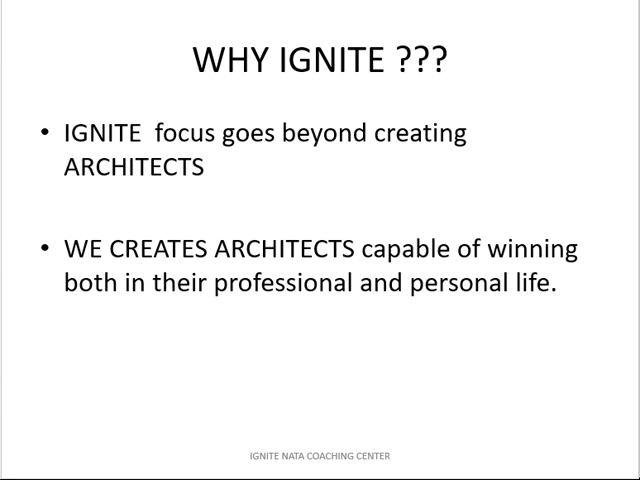 WHY IGNITE ???
• IGNITE  focus goes beyond creating
ARCHITECTS
• WE CREATES ARCHITECTS capable of winning
both in their professional and personal life.
IGNITE NATA COACHING CENTER